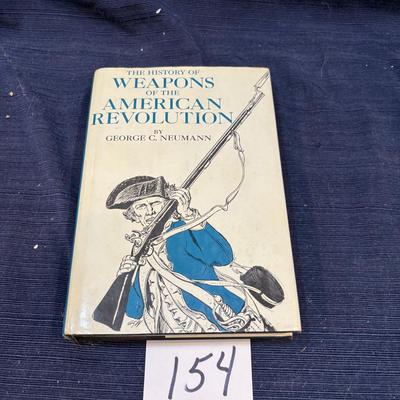 THE HISTORY OF
WEAPONS
OF THE
AMERICAN
REVOLUTION
BY
GEORGE C. NEUMANN
154